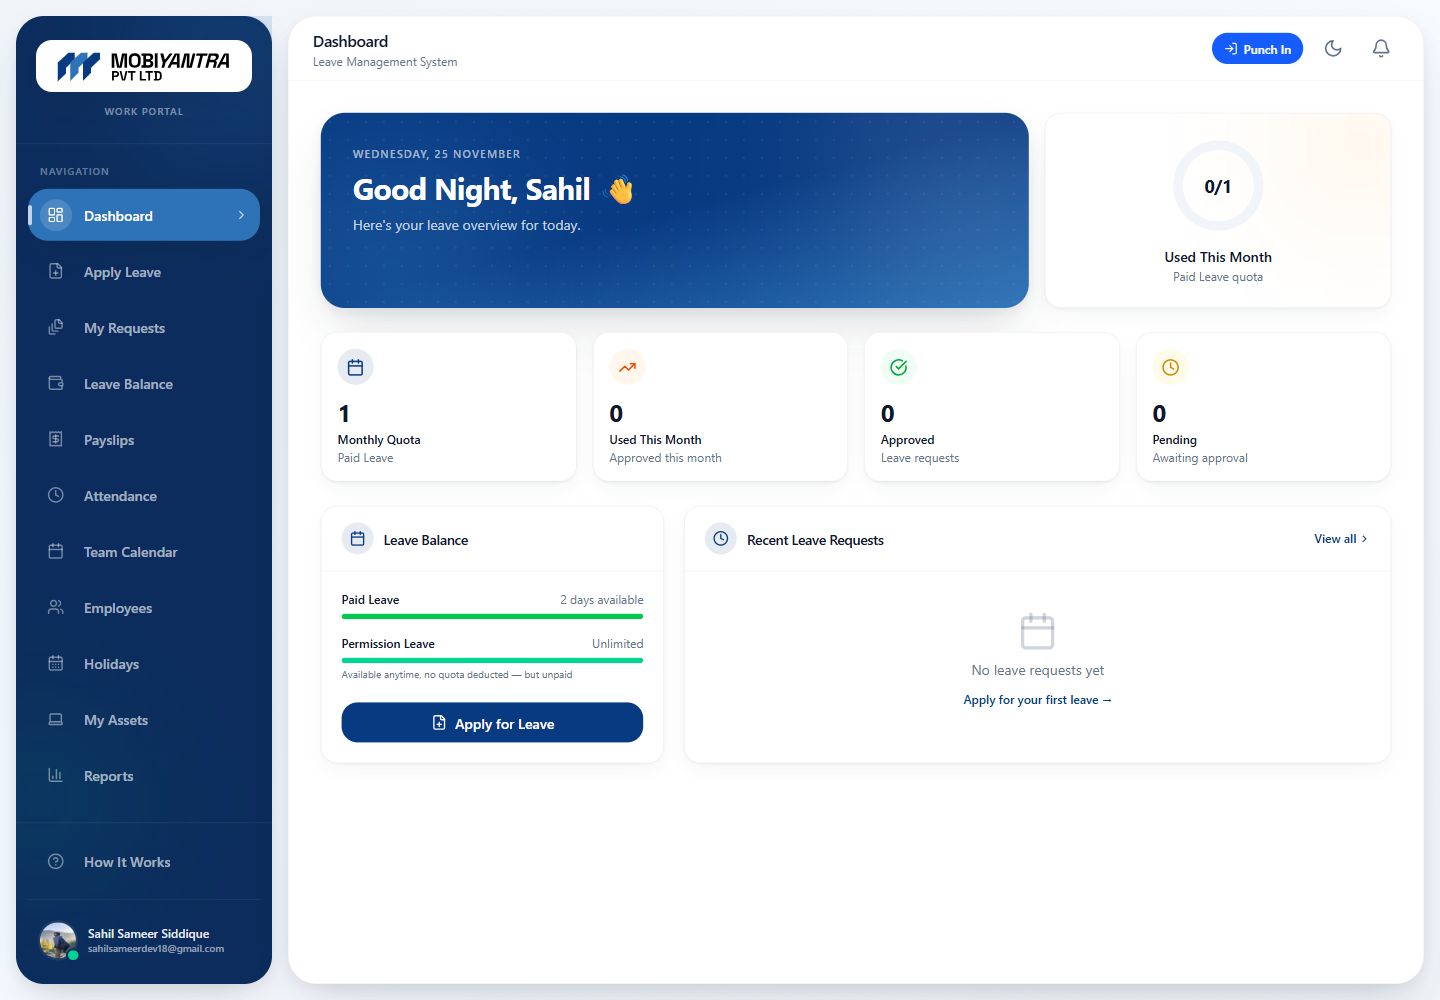 MOBIYANTRA
PVT LTD
WORK PORTAL
NAVIGATION
Dashboard
Apply Leave
My Requests
Leave Balance
Payslips
Attendance
Team Calendar
Employees
Holidays
My Assets
Reports
How It Works
Sahil Sameer Siddique
sahilsameerdev18@gmail.com
Dashboard
Leave Management System
Punch In
WEDNESDAY, 25 NOVEMBER
Good Night, Sahil 👋
Here's your leave overview for today.
0/1
Used This Month
Paid Leave quota
1
Monthly Quota
Paid Leave
0
Used This Month
Approved this month
0
Approved
Leave requests
0
Pending
Awaiting approval
Leave Balance
Paid Leave 2 days available
Permission Leave Unlimited
Available anytime, no quota deducted — but unpaid
Apply for Leave
Recent Leave Requests
View all
No leave requests yet
Apply for your first leave →